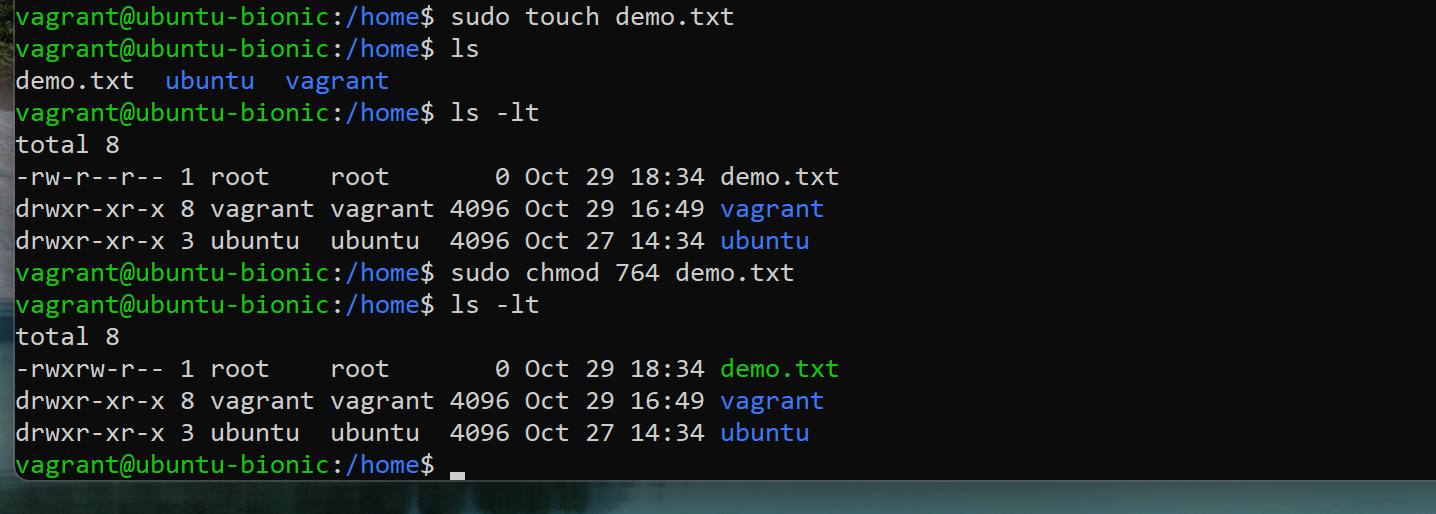 vagrant@ubuntu-bionic:/home$ sudo touch demo.txt
vagrant@ubuntu-bionic:/home$ ls
demo.txt  ubuntu  vagrant
vagrant@ubuntu-bionic:/home$ ls -lt
total 8
-rw-r--r-- 1 root    root       0 Oct 29 18:34 demo.txt
drwxr-xr-x 8 vagrant vagrant 4096 Oct 29 16:49 vagrant
drwxr-xr-x 3 ubuntu  ubuntu  4096 Oct 27 14:34 ubuntu
vagrant@ubuntu-bionic:/home$ sudo chmod 764 demo.txt
vagrant@ubuntu-bionic:/home$ ls -lt
total 8
-rwxrw-r-- 1 root    root       0 Oct 29 18:34 demo.txt
drwxr-xr-x 8 vagrant vagrant 4096 Oct 29 16:49 vagrant
drwxr-xr-x 3 ubuntu  ubuntu  4096 Oct 27 14:34 ubuntu
vagrant@ubuntu-bionic:/home$